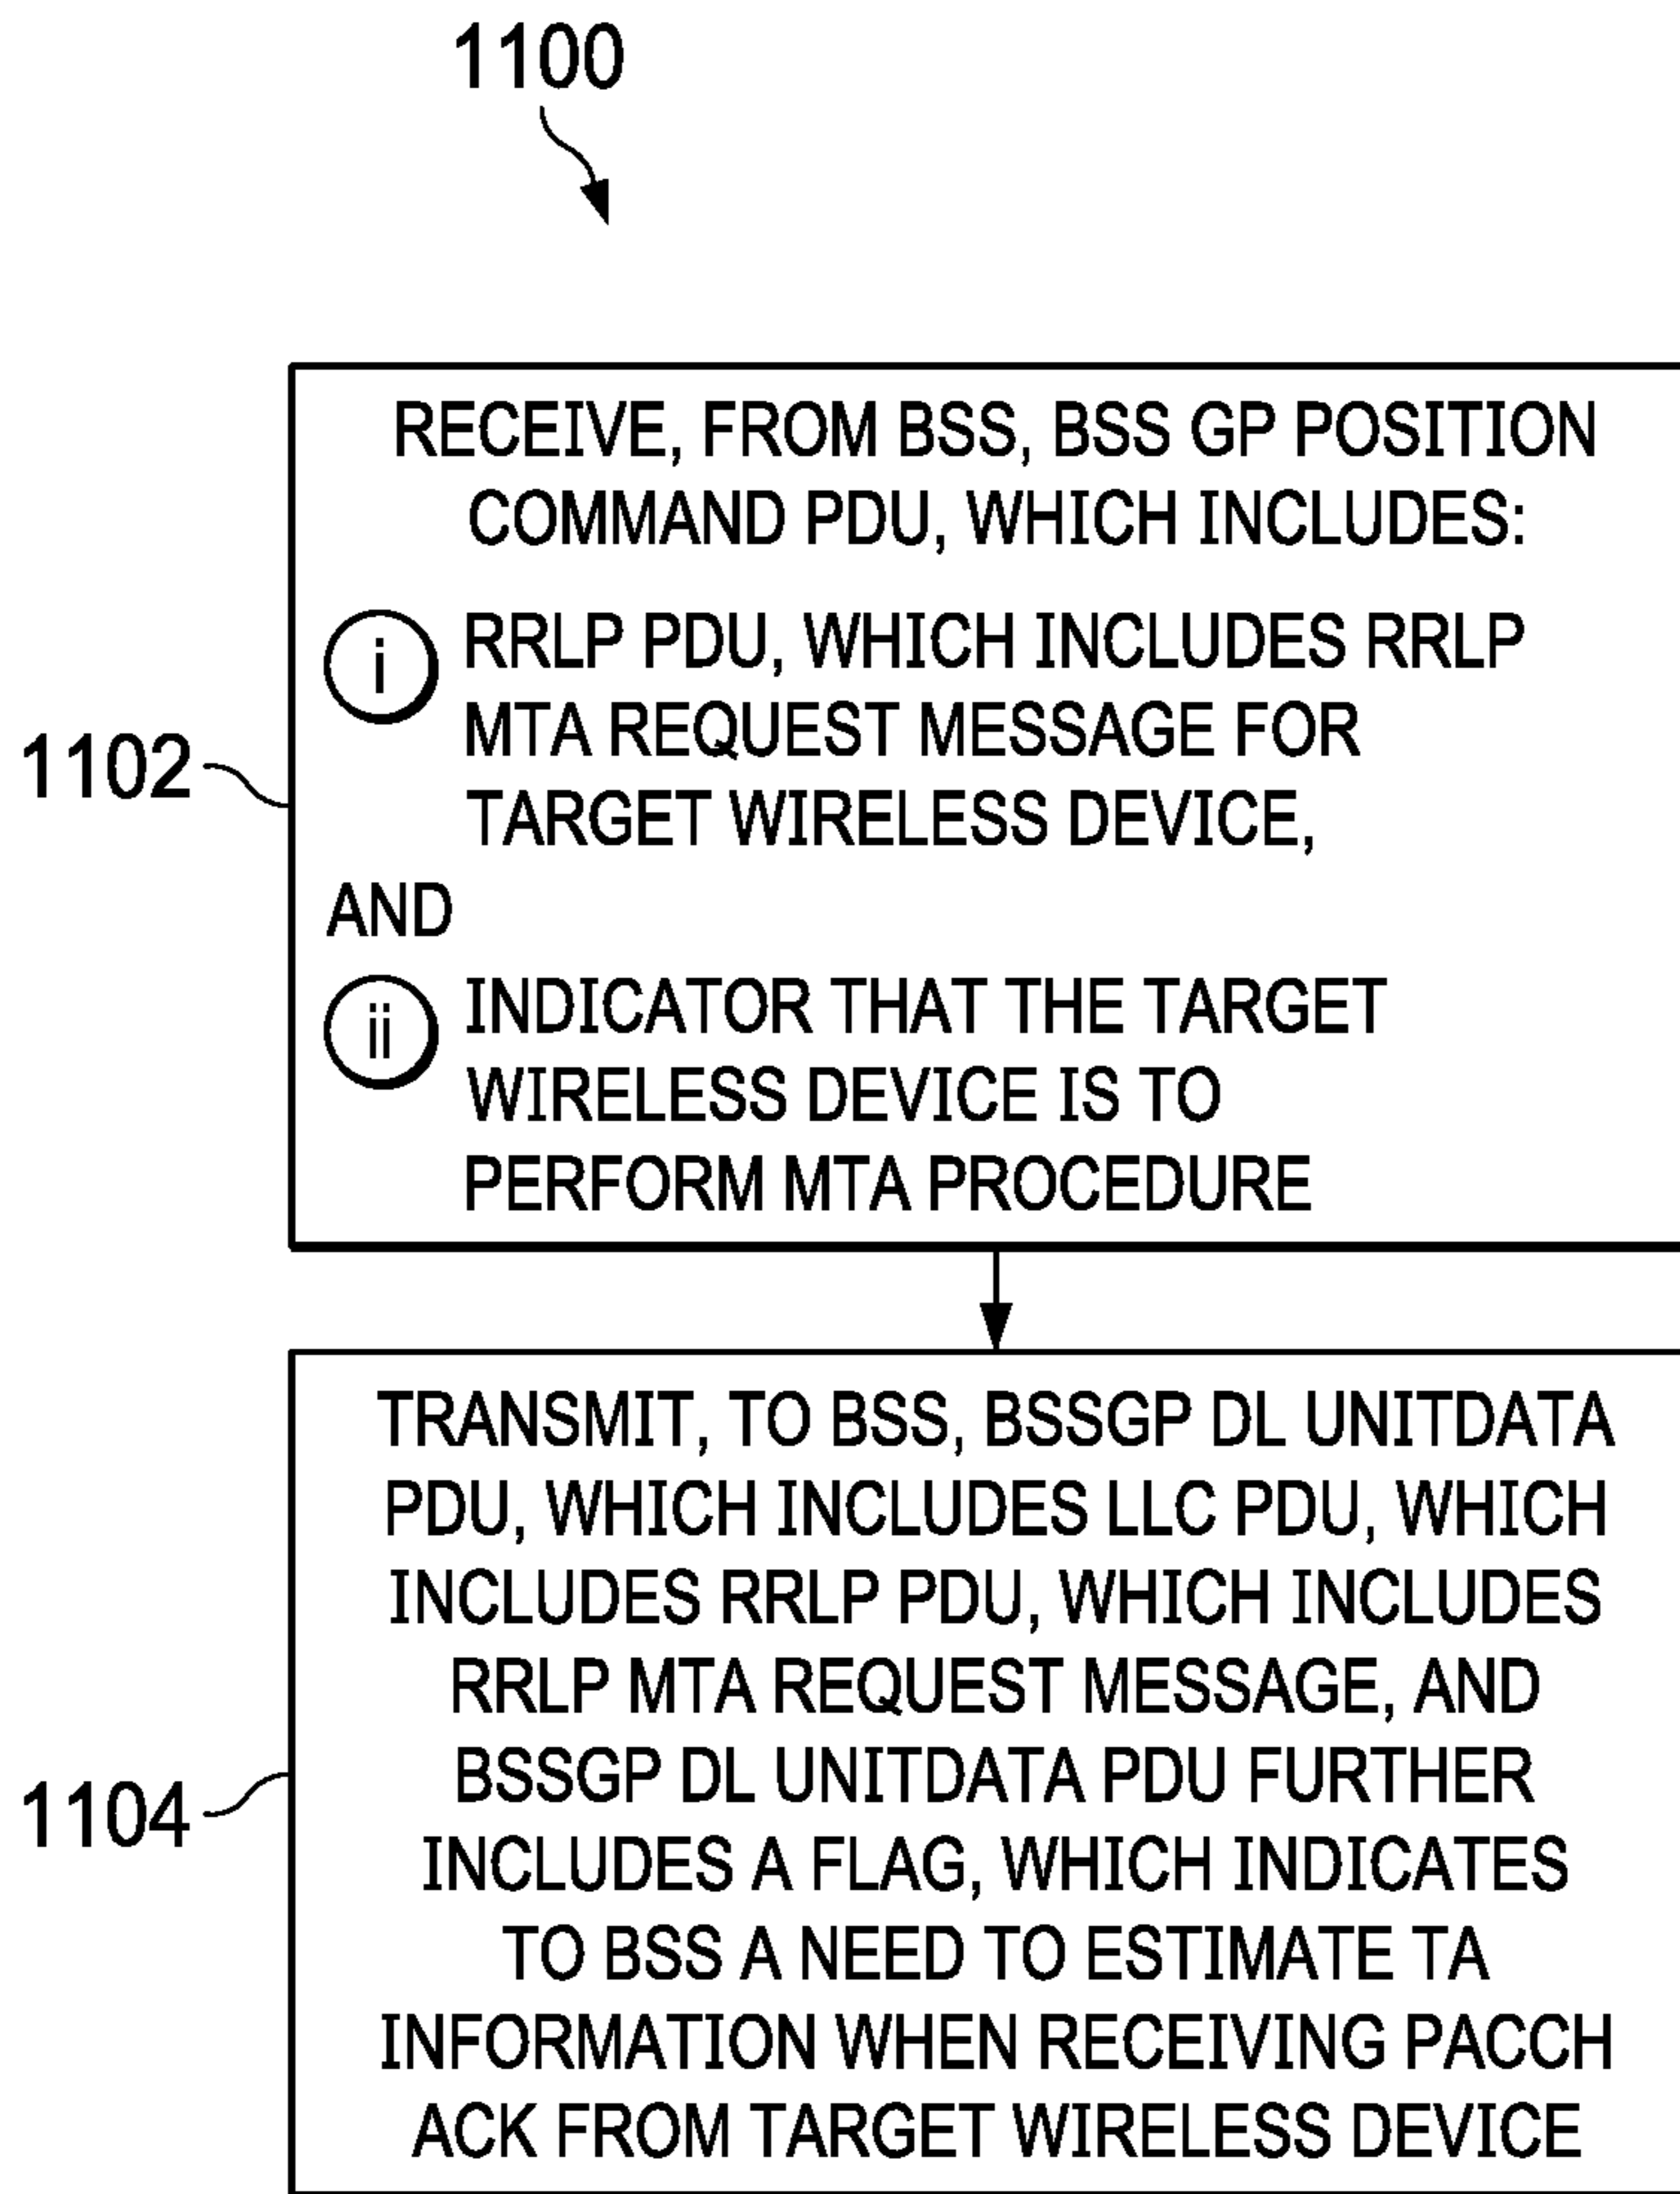 1100
RECEIVE, FROM BSS, BSS GP POSITION
COMMAND PDU, WHICH INCLUDES:
i RRLP PDU, WHICH INCLUDES RRLP
MTA REQUEST MESSAGE FOR
TARGET WIRELESS DEVICE,
AND
ii INDICATOR THAT THE TARGET
WIRELESS DEVICE IS TO
PERFORM MTA PROCEDURE
1102
TRANSMIT, TO BSS, BSSGP DL UNITDATA
PDU, WHICH INCLUDES LLC PDU, WHICH
INCLUDES RRLP PDU, WHICH INCLUDES
RRLP MTA REQUEST MESSAGE, AND
BSSGP DL UNITDATA PDU FURTHER
INCLUDES A FLAG, WHICH INDICATES
TO BSS A NEED TO ESTIMATE TA
INFORMATION WHEN RECEIVING PACCH
ACK FROM TARGET WIRELESS DEVICE
1104